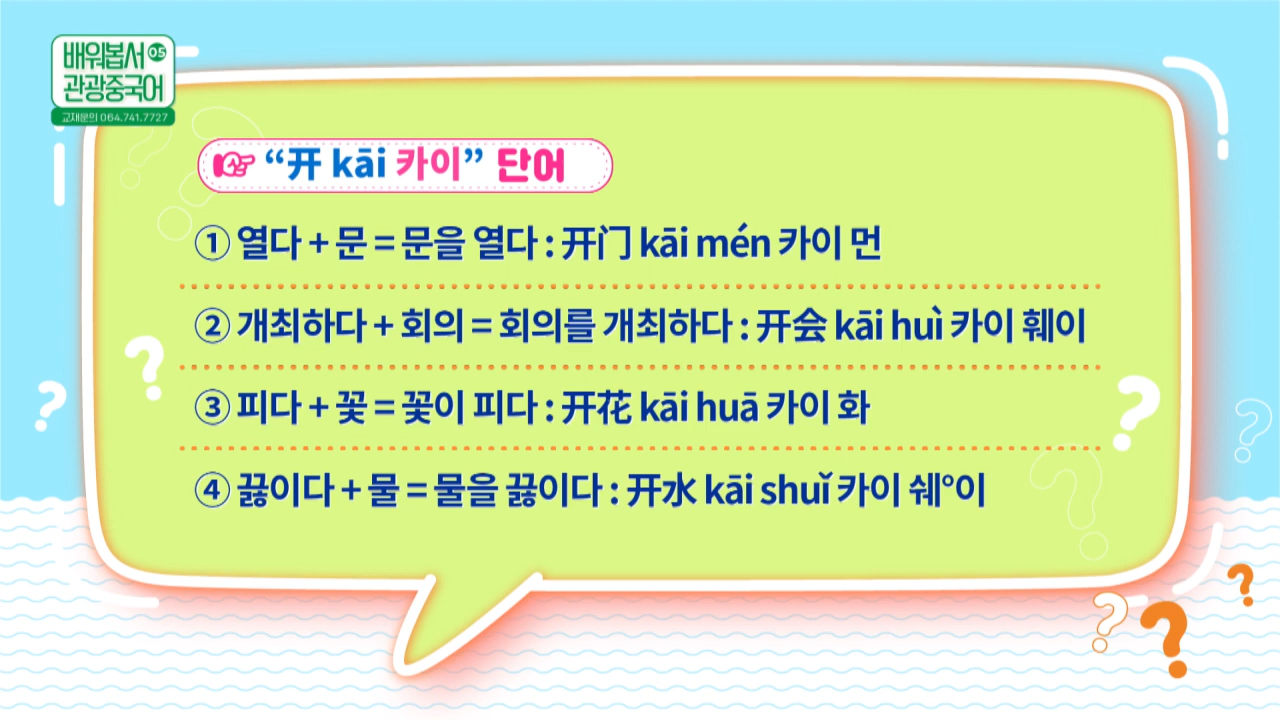 배워봅서 05
관광중국어
교재문의 064.741.7727
“开 kāi 카이” 단어
① 열다 + 문 = 문을 열다 : 开门 kāi mén 카이 먼
② 개최하다 + 회의 = 회의를 개최하다 : 开会 kāi huì 카이 훼이
③ 피다 + 꽃 = 꽃이 피다 : 开花 kāi huā 카이 화
④ 끓이다 + 물 = 물을 끓이다 : 开水 kāi shuǐ 카이 쉐°이